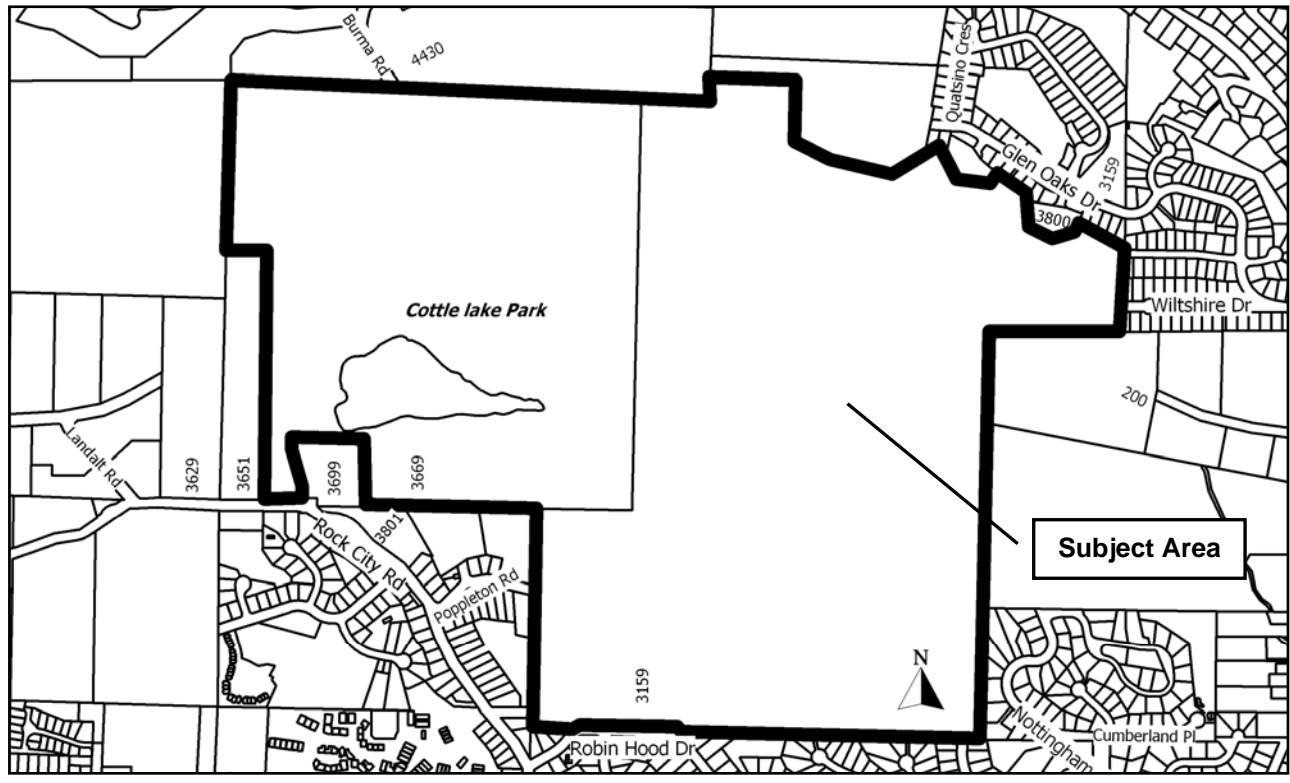 Burma Rd
4430
Quatsino Cres
Glen Oaks Dr
3159
3800
Wiltshire Dr
Cottle lake Park
200
Landalt Rd
3629
3651
3699
3669
3801
Rock City Rd
Poppleton Rd
Subject Area
N
3159
Robin Hood Dr
Nottingham
Cumberland Pl